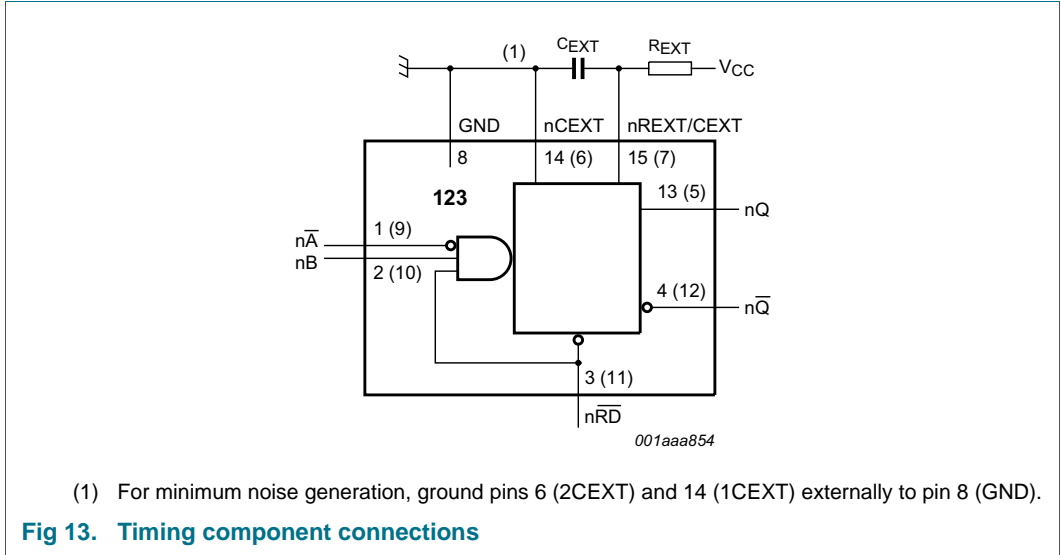 (1)
CEXT
REXT
VCC
GND
nCEXT
nREXT/CEXT
8
14 (6)
15 (7)
123
13 (5)
nQ
1 (9)
nA̅
nB
2 (10)
4 (12)
nQ̅
3 (11)
nR̅D̅
001aaa854
(1) For minimum noise generation, ground pins 6 (2CEXT) and 14 (1CEXT) externally to pin 8 (GND).
Fig 13. Timing component connections